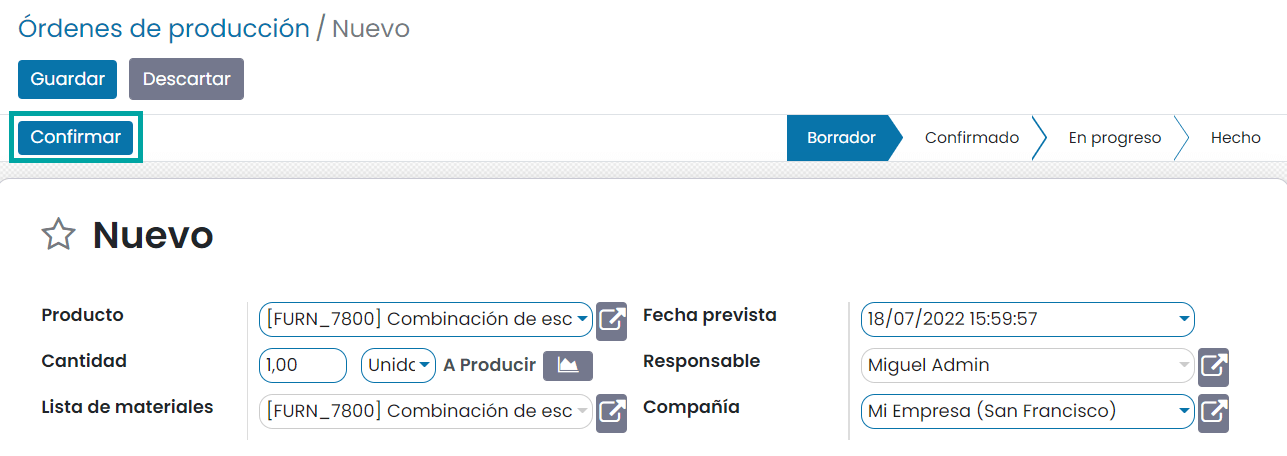 Órdenes de producción / Nuevo
Guardar Descartar
Confirmar Borrador Confirmado En progreso Hecho
Nuevo
Producto [FURN_7800] Combinación de esc Fecha prevista 18/07/2022 15:59:57
Cantidad 1,00 Unidc A Producir Responsable Miguel Admin
Lista de materiales [FURN_7800] Combinación de esc Compañía Mi Empresa (San Francisco)